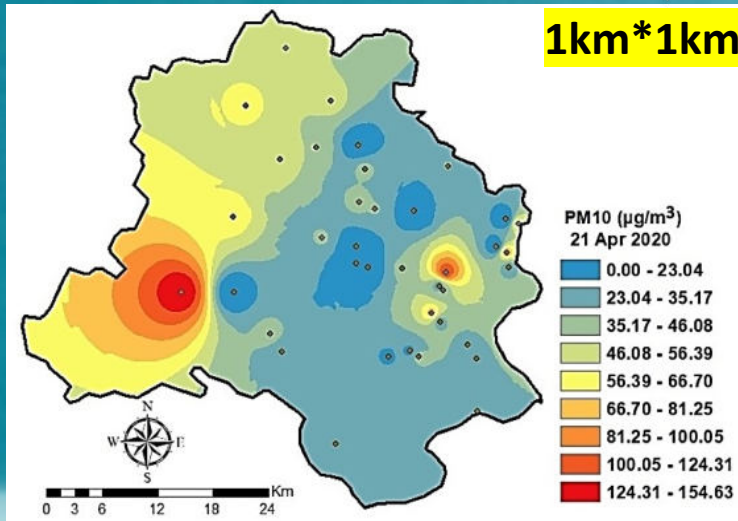 1km*1km
PM10 (µg/m³)
21 Apr 2020
0.00 - 23.04
23.04 - 35.17
35.17 - 46.08
46.08 - 56.39
56.39 - 66.70
66.70 - 81.25
81.25 - 100.05
100.05 - 124.31
124.31 - 154.63
N
W E
S
Km
0 3 6 12 18 24